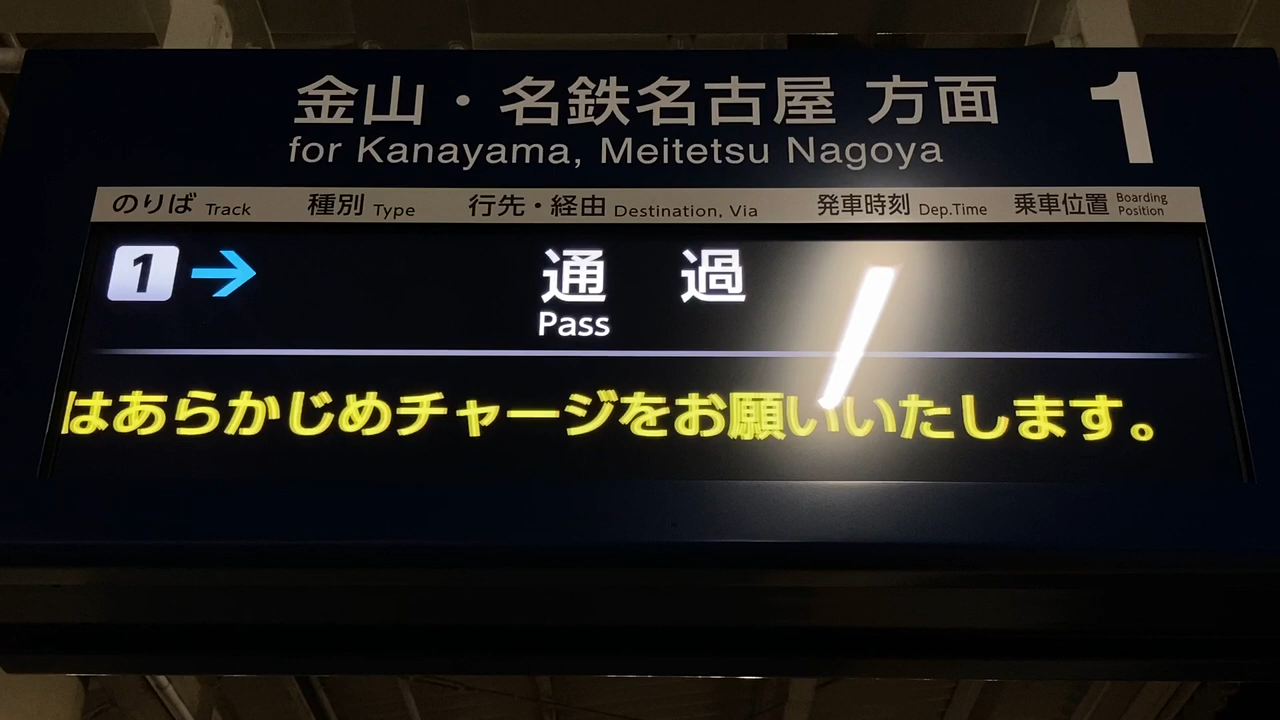 金山・名鉄名古屋 方面 1
for Kanayama, Meitetsu Nagoya
のりば Track 種別 Type 行先・経由 Destination, Via 発車時刻 Dep.Time 乗車位置 Boarding Position
1 → 通 過
Pass
はあらかじめチャージをお願いいたします。